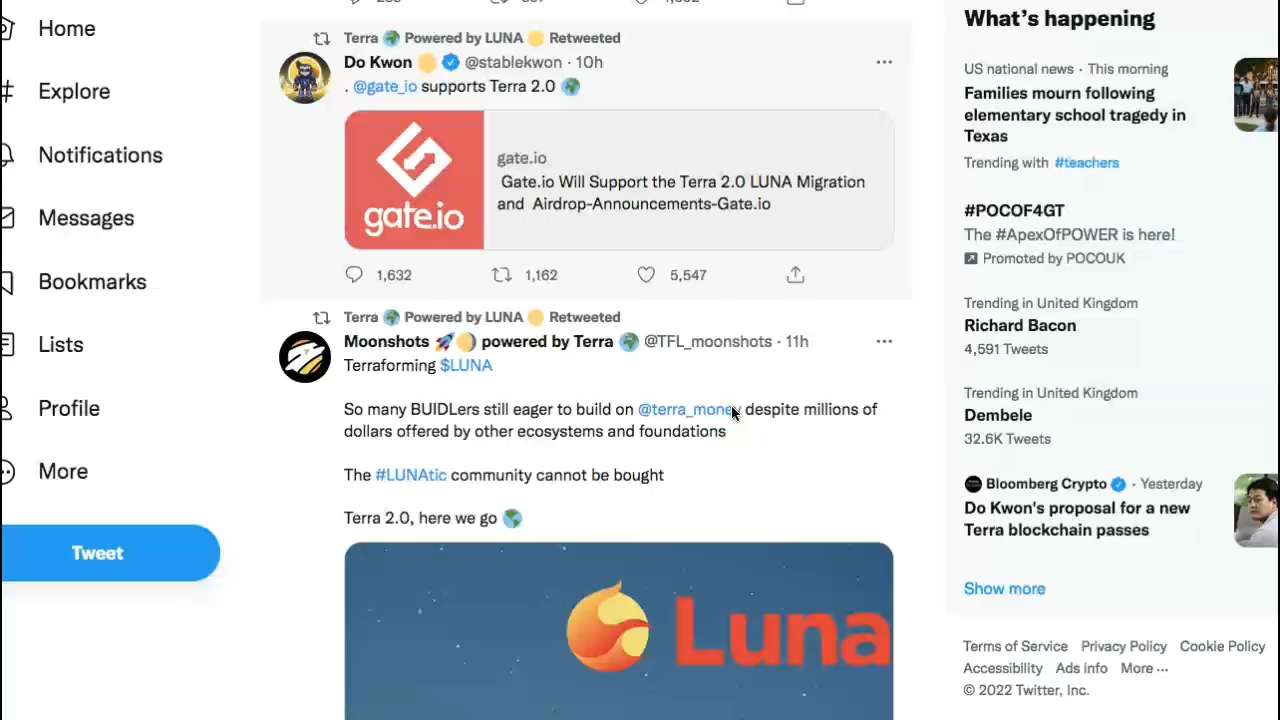 Home
Explore
Notifications
Messages
Bookmarks
Lists
Profile
More
Tweet
Terra 🌍 Powered by LUNA 🌕 Retweeted
Do Kwon 🌕 @stablekwon · 10h
. @gate_io supports Terra 2.0 🌍
gate.io
gate.io
Gate.io Will Support the Terra 2.0 LUNA Migration
and Airdrop-Announcements-Gate.io
1,632 1,162 5,547
Terra 🌍 Powered by LUNA 🌕 Retweeted
Moonshots 🚀🌖 powered by Terra 🌍 @TFL_moonshots · 11h
Terraforming $LUNA
So many BUIDLers still eager to build on @terra_money despite millions of
dollars offered by other ecosystems and foundations
The #LUNAtic community cannot be bought
Terra 2.0, here we go 🌎
Luna
What's happening
US national news · This morning
Families mourn following
elementary school tragedy in
Texas
Trending with #teachers
#POCOF4GT
The #ApexOfPOWER is here!
Promoted by POCOUK
Trending in United Kingdom
Richard Bacon
4,591 Tweets
Trending in United Kingdom
Dembele
32.6K Tweets
Bloomberg Crypto · Yesterday
Do Kwon's proposal for a new
Terra blockchain passes
Show more
Terms of Service Privacy Policy Cookie Policy
Accessibility Ads info More ···
© 2022 Twitter, Inc.